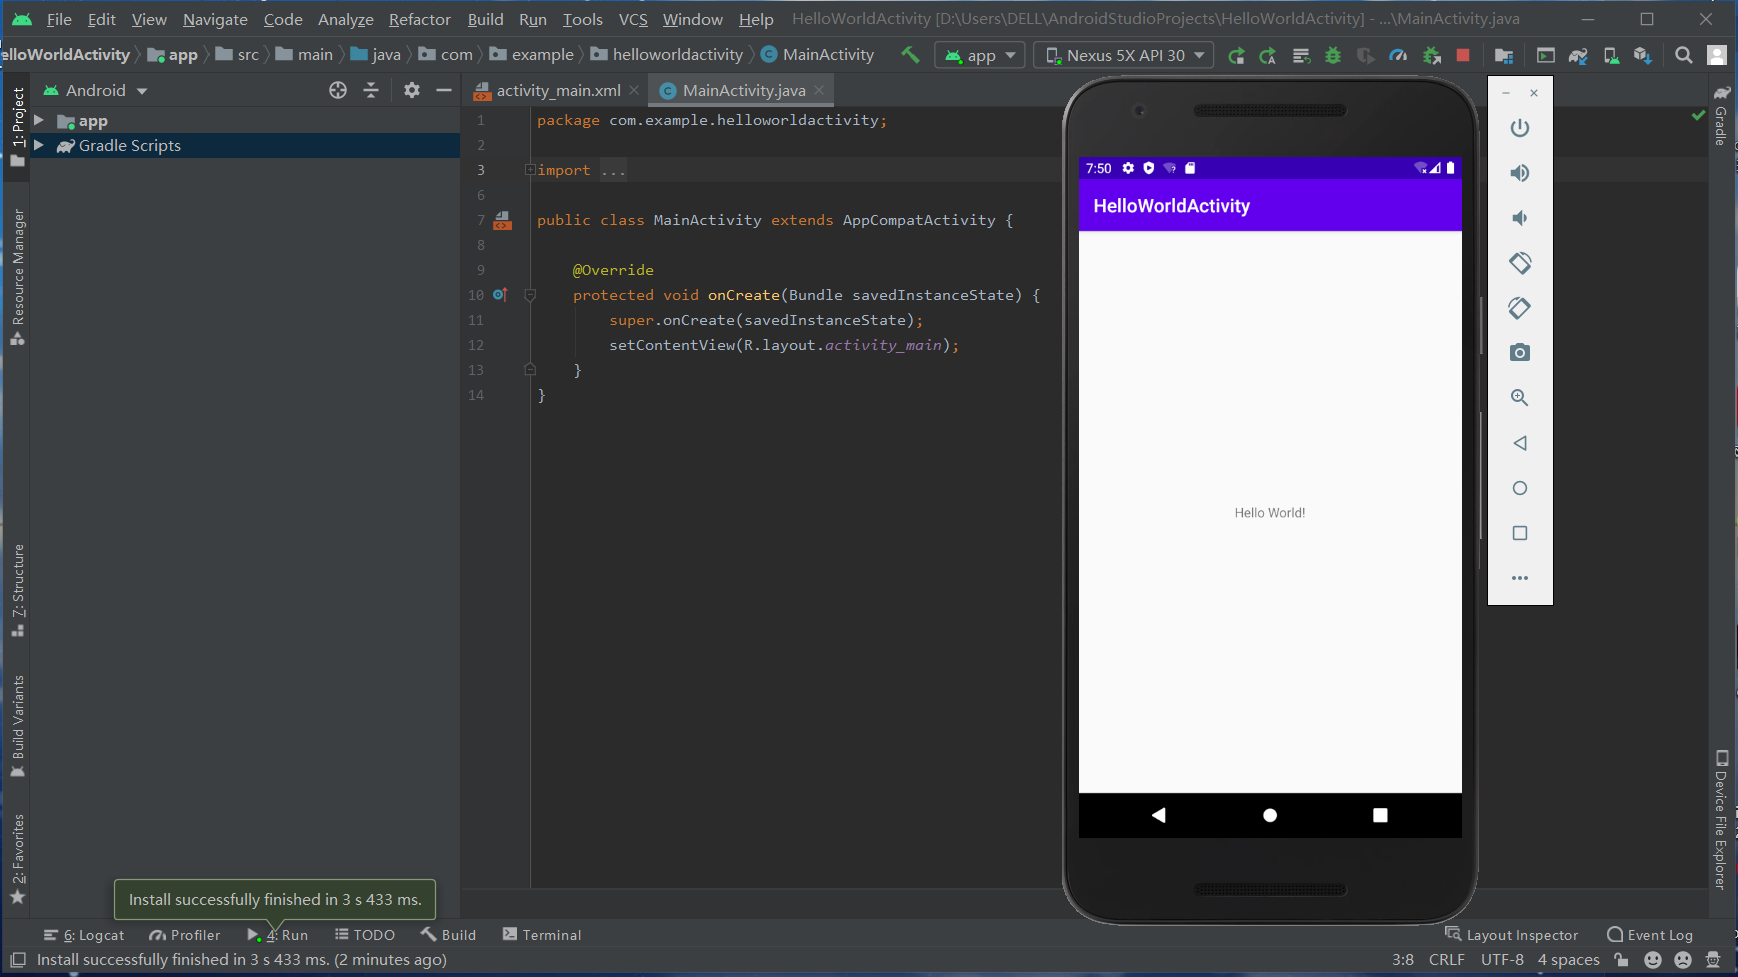 File Edit View Navigate Code Analyze Refactor Build Run Tools VCS Window Help HelloWorldActivity [D:\Users\DELL\AndroidStudioProjects\HelloWorldActivity] - ...\MainActivity.java
elloWorldActivity app src main java com example helloworldactivity MainActivity app Nexus 5X API 30
Android
activity_main.xml MainActivity.java
app
Gradle Scripts
1: Project
Resource Manager
7: Structure
Build Variants
2: Favorites
1 package com.example.helloworldactivity;
2
3 import ...
6
7 public class MainActivity extends AppCompatActivity {
8
9 @Override
10 protected void onCreate(Bundle savedInstanceState) {
11 super.onCreate(savedInstanceState);
12 setContentView(R.layout.activity_main);
13 }
14 }
7:50
HelloWorldActivity
Hello World!
Gradle
Device File Explorer
Install successfully finished in 3 s 433 ms.
6: Logcat Profiler 4: Run TODO Build Terminal Layout Inspector Event Log
Install successfully finished in 3 s 433 ms. (2 minutes ago) 3:8 CRLF UTF-8 4 spaces